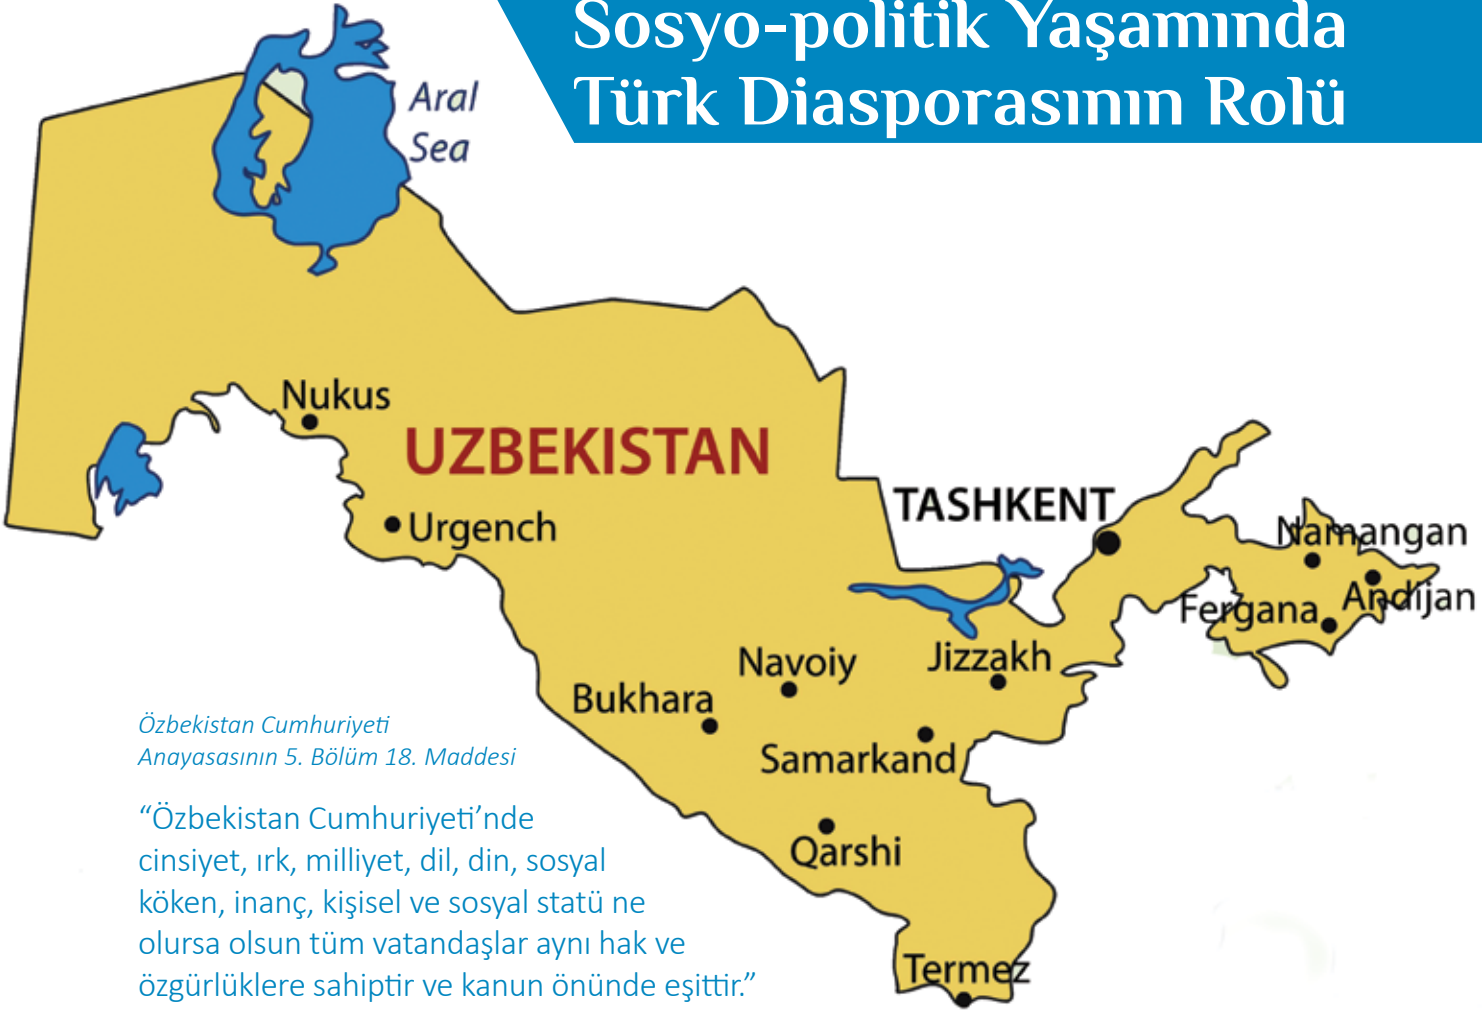 Sosyo-politik Yaşamında
Türk Diasporasının Rolü
Aral
Sea
Nukus
UZBEKISTAN
TASHKENT
Urgench
Namangan
Andijan
Fergana
Navoiy
Jizzakh
Bukhara
Samarkand
Qarshi
Termez
Özbekistan Cumhuriyeti
Anayasasının 5. Bölüm 18. Maddesi
“Özbekistan Cumhuriyeti’nde
cinsiyet, ırk, milliyet, dil, din, sosyal
köken, inanç, kişisel ve sosyal statü ne
olursa olsun tüm vatandaşlar aynı hak ve
özgürlüklere sahiptir ve kanun önünde eşittir.”